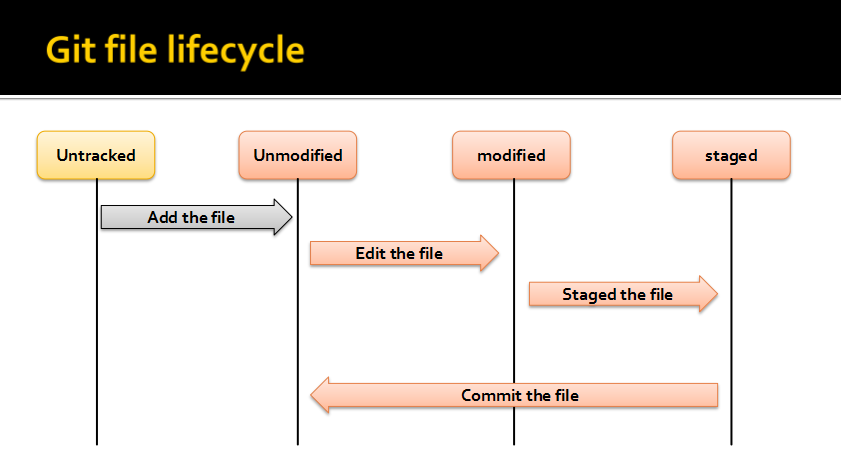 Git file lifecycle
Untracked
Unmodified
modified
staged
Add the file
Edit the file
Staged the file
Commit the file